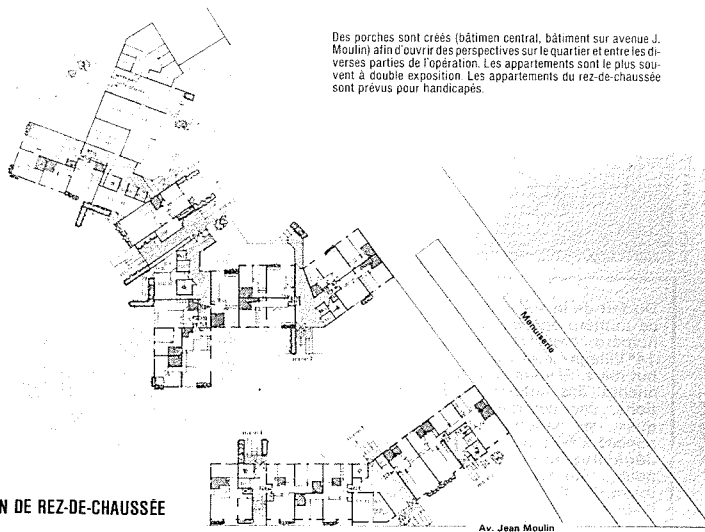 Des porches sont créés (bâtimen central, bâtiment sur avenue J.
Moulin) afin d'ouvrir des perspectives sur le quartier et entre les di-
verses parties de l'opération. Les appartements sont le plus sou-
vent à double exposition. Les appartements du rez-de-chaussée
sont prévus pour handicapés.
Menuiserie
N DE REZ-DE-CHAUSSÉE
Av. Jean Moulin